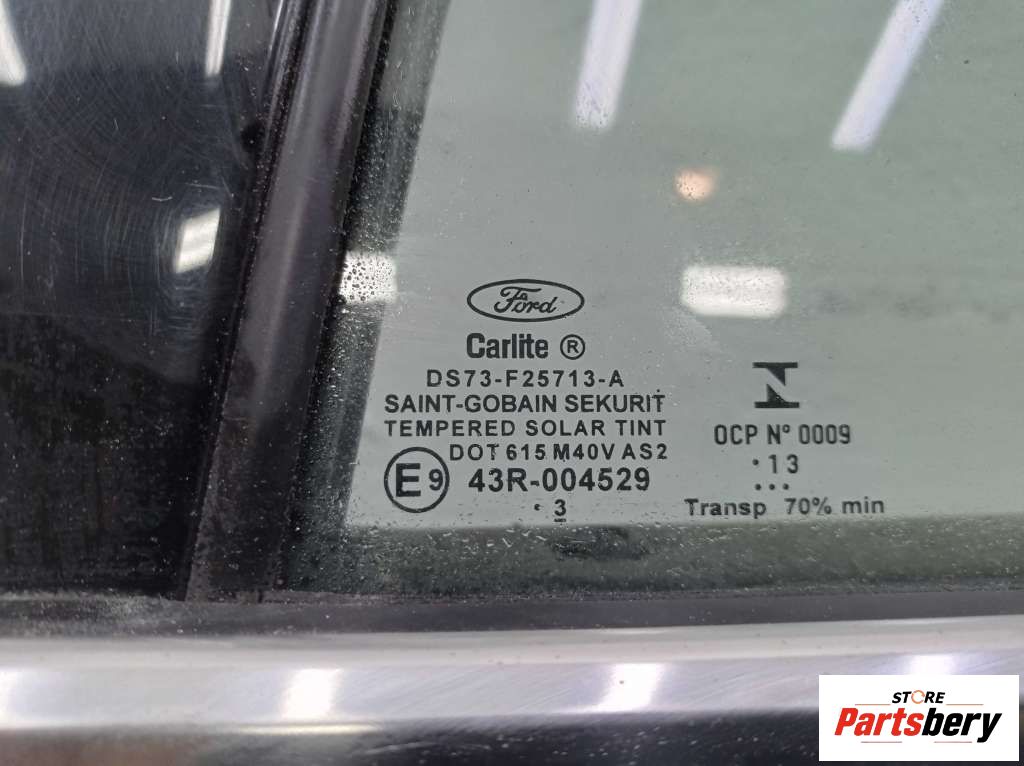 Ford
Carlite ®
DS73-F25713-A
SAINT-GOBAIN SEKURIT
TEMPERED SOLAR TINT
DOT 615 M40V AS2
E9 43R-004529
· 3
N
OCP Nº 0009
· 13
...
Transp 70% min
STORE
Partsbery